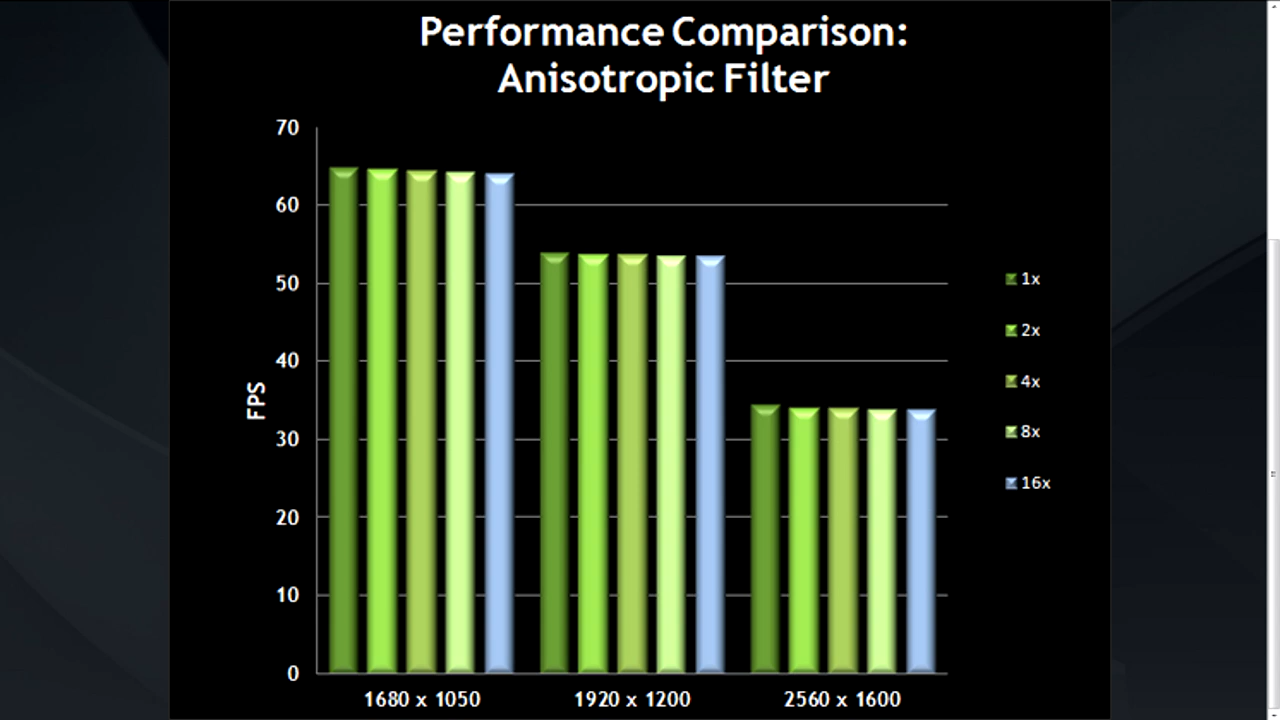 Performance Comparison:
Anisotropic Filter
70
60
50
40
30
20
10
0
FPS
1680 x 1050
1920 x 1200
2560 x 1600
1x
2x
4x
8x
16x